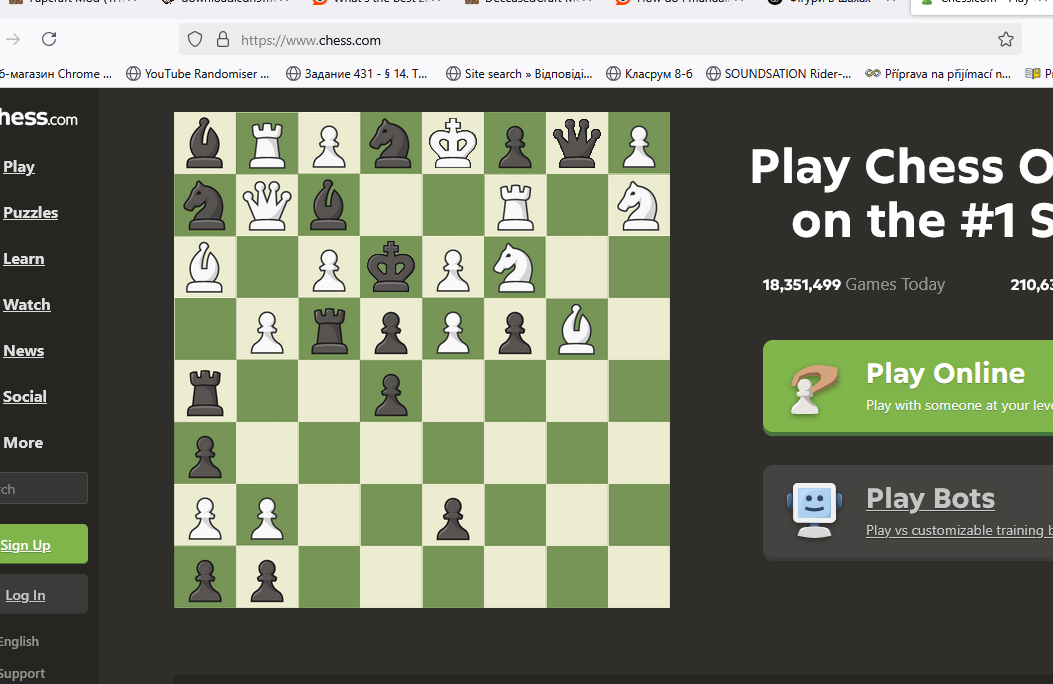 https://www.chess.com
б-магазин Chrome ...
YouTube Randomiser ...
Задание 431 - § 14. Т...
Site search » Відповіді...
Класрум 8-б
SOUNDSATION Rider-...
Příprava na přijímací n...
hess.com
Play
Puzzles
Learn
Watch
News
Social
More
rch
Sign Up
Log In
English
Support
Play Chess O
on the #1 S
18,351,499 Games Today
210,63
Play Online
Play with someone at your leve
Play Bots
Play vs customizable training b